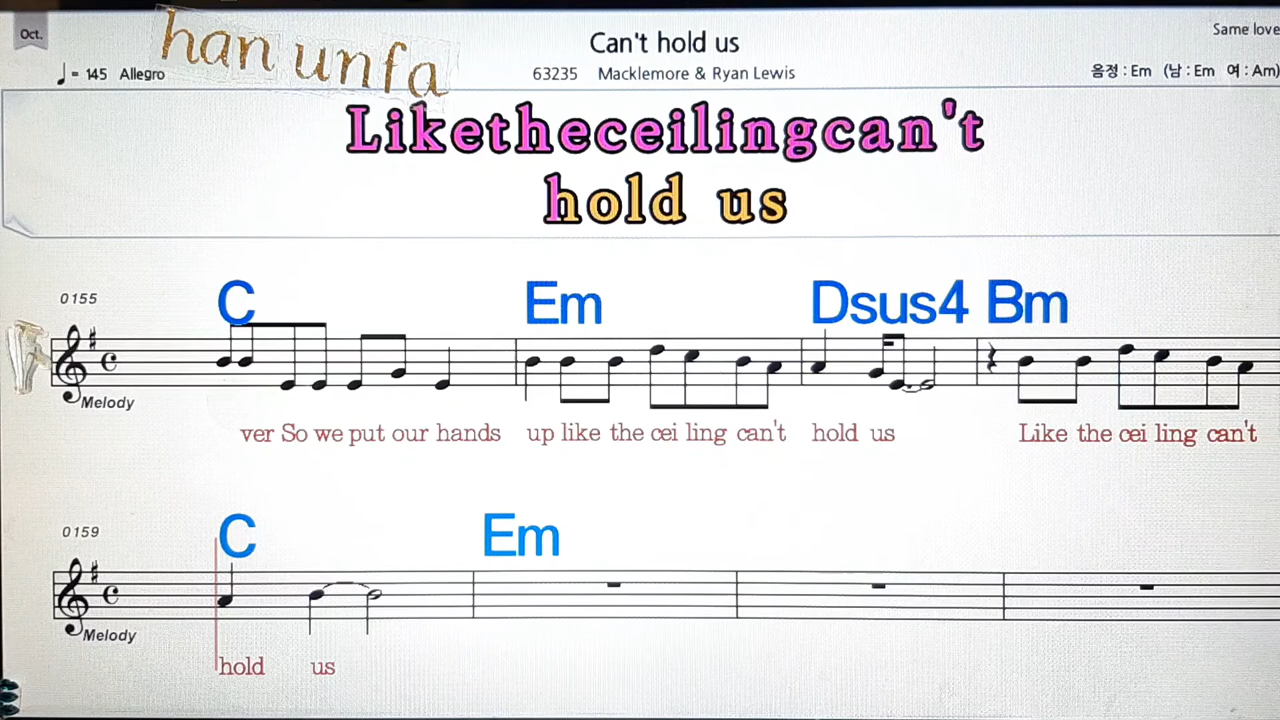 Oct.
han unfa
Can't hold us
Same love
♩= 145 Allegro
63235 Macklemore & Ryan Lewis
음정 : Em (남 : Em 여 : Am)
Liketheceilingcan't
hold us
C Em Dsus4 Bm
0155
Melody
ver So we put our hands up like the cei ling can't hold us Like the cei ling can't
C Em
0159
Melody
hold us